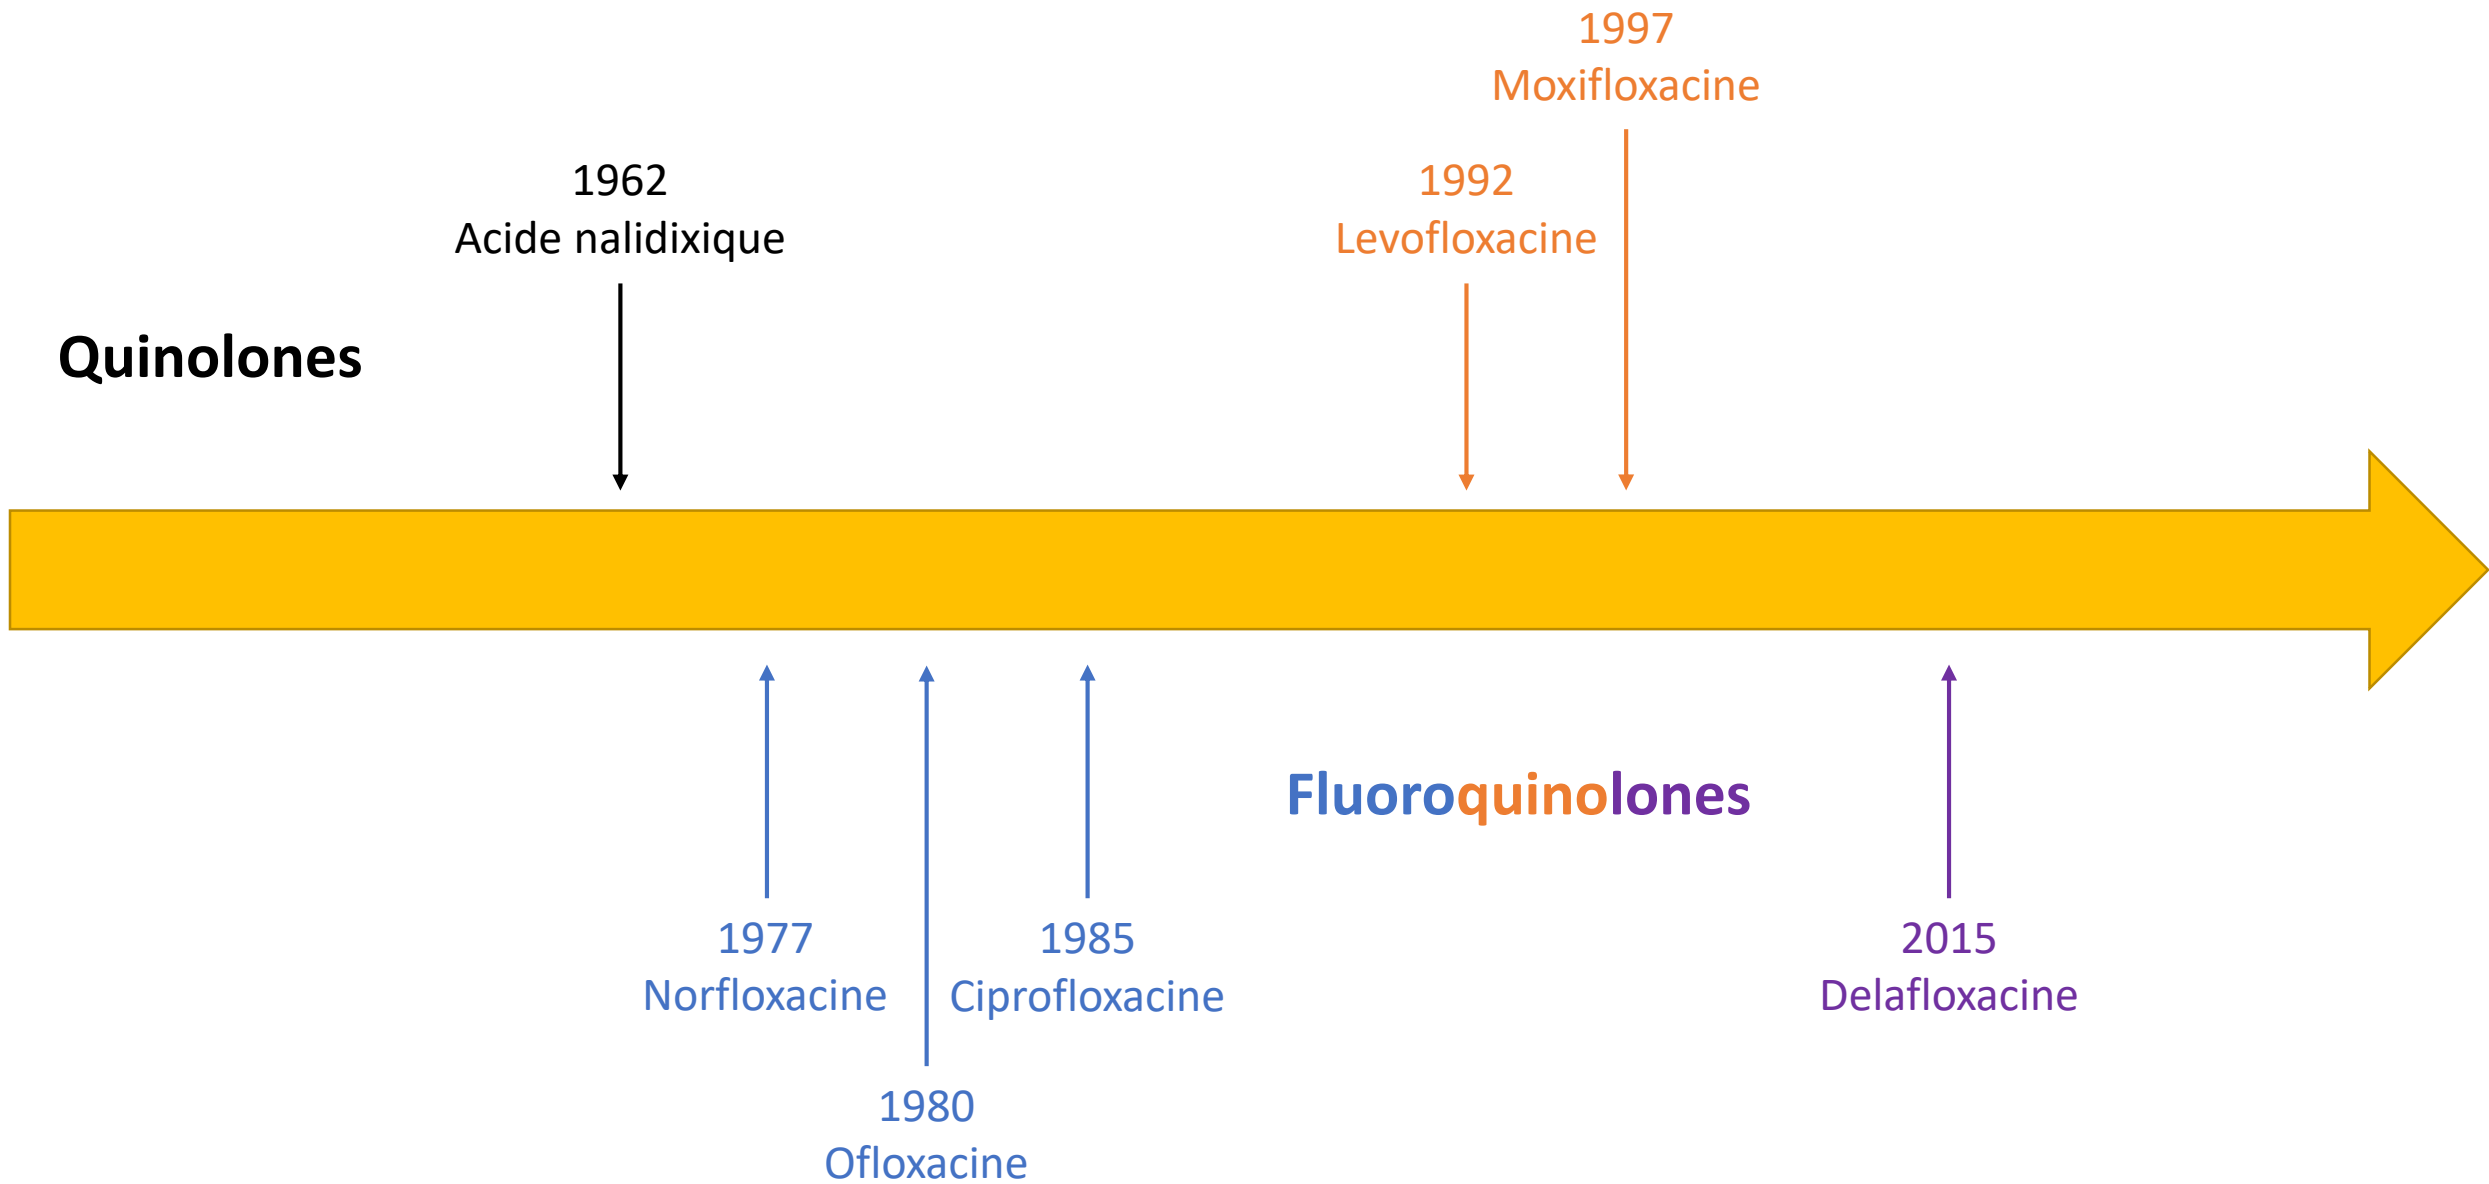 1997
Moxifloxacine
1962
Acide nalidixique
1992
Levofloxacine
Quinolones
Fluoroquinolones
1977
Norfloxacine
1985
Ciprofloxacine
2015
Delafloxacine
1980
Ofloxacine